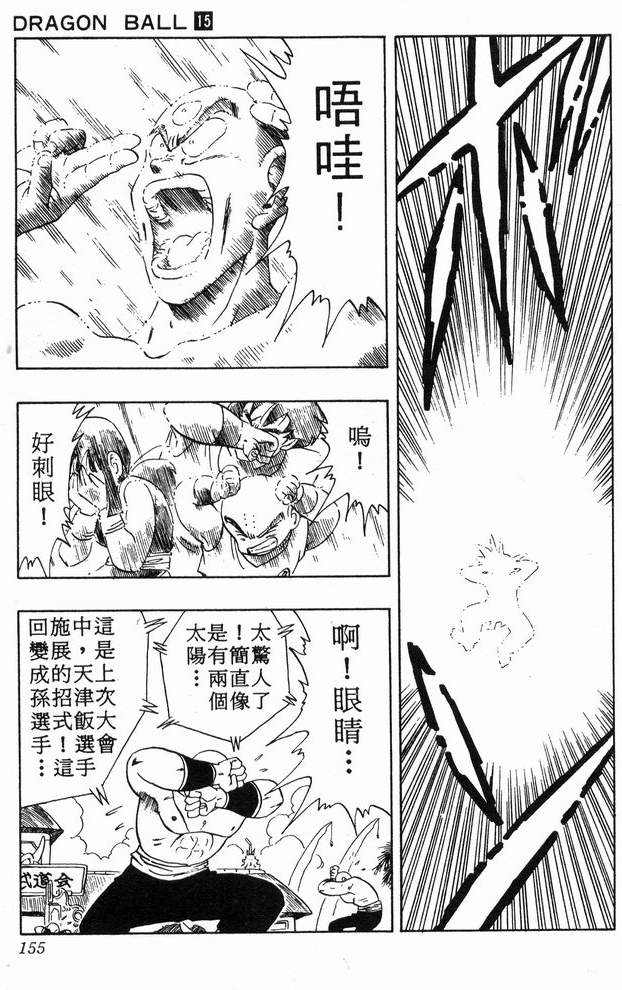 DRAGON BALL 15
唔哇！
嗚！
好刺眼！
啊！眼睛…
太驚人了
！簡直像
是有兩個
太陽…
這是上次大會
中，天津飯選手
施展的招式！這
回變成孫選手…
武道会
155